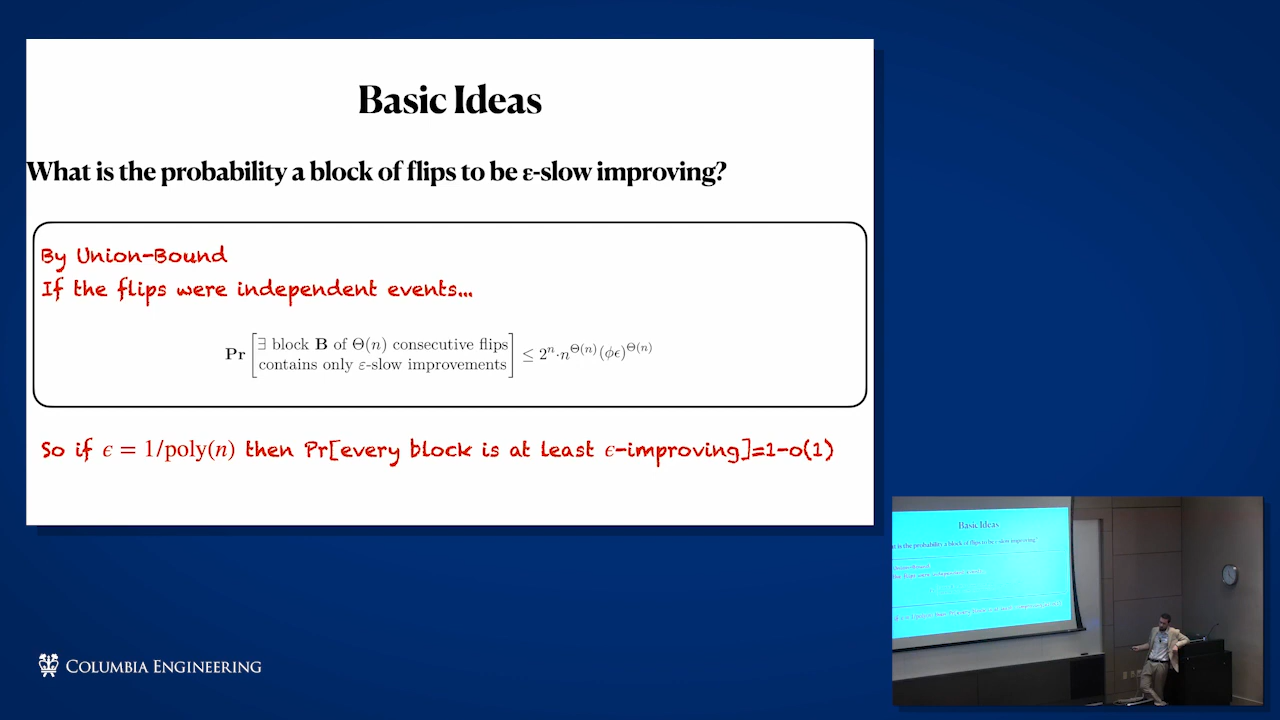 Basic Ideas
What is the probability a block of flips to be ε-slow improving?
By Union-Bound
If the flips were independent events...
Pr [∃ block B of Θ(n) consecutive flips
contains only ε-slow improvements] ≤ 2^n · n^Θ(n) (ϕϵ)^Θ(n)
So if ϵ = 1/poly(n) then Pr[every block is at least ϵ-improving]=1-o(1)
COLUMBIA ENGINEERING
Basic Ideas